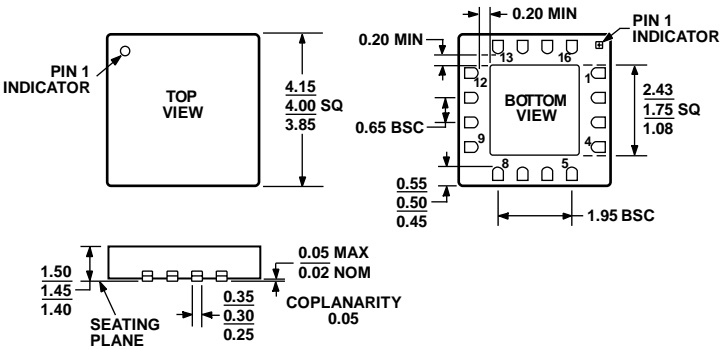 PIN 1
INDICATOR
TOP
VIEW
4.15
4.00 SQ
3.85
0.20 MIN
0.20 MIN
PIN 1
INDICATOR
13
16
12
1
BOTTOM
VIEW
2.43
1.75 SQ
1.08
0.65 BSC
9
4
8
5
0.55
0.50
0.45
1.95 BSC
1.50
1.45
1.40
0.05 MAX
0.02 NOM
0.35
0.30
0.25
COPLANARITY
0.05
SEATING
PLANE